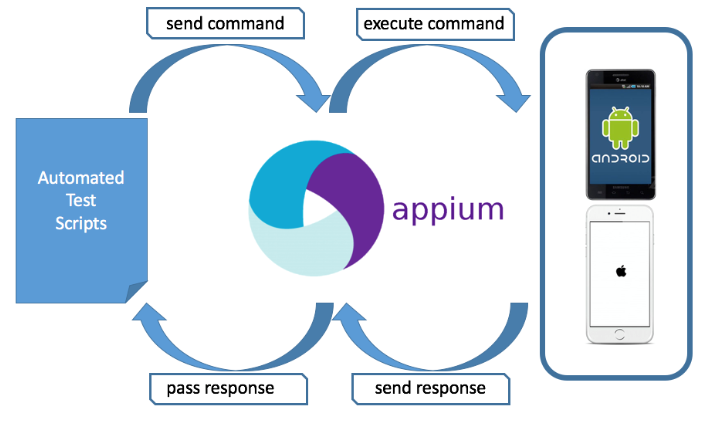 send command
execute command
Automated
Test
Scripts
ANDROID
appium
pass response
send response